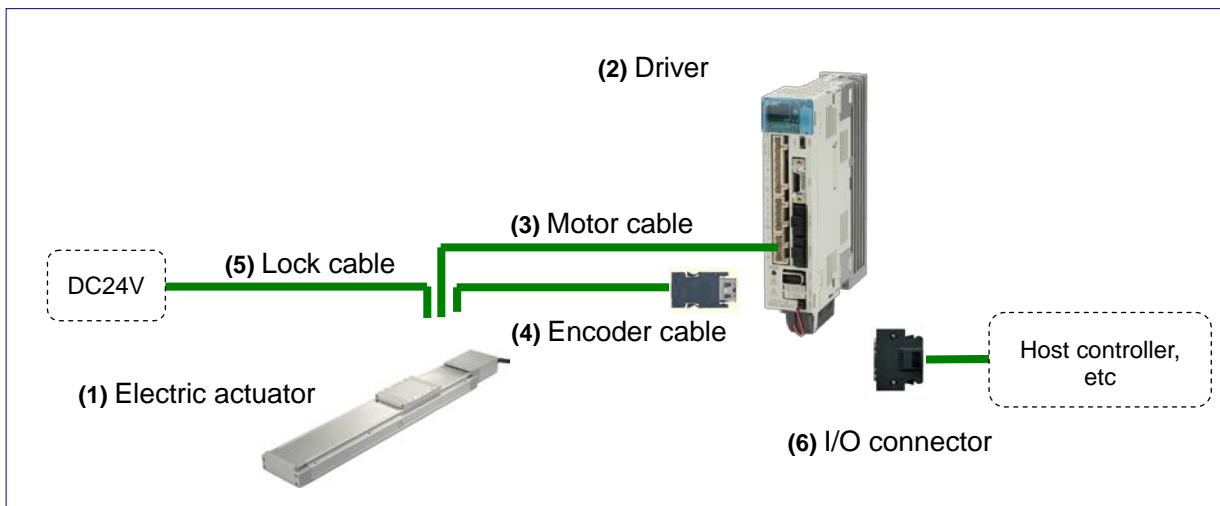 (2) Driver
(3) Motor cable
(5) Lock cable
DC24V
(4) Encoder cable
Host controller,
etc
(1) Electric actuator
(6) I/O connector